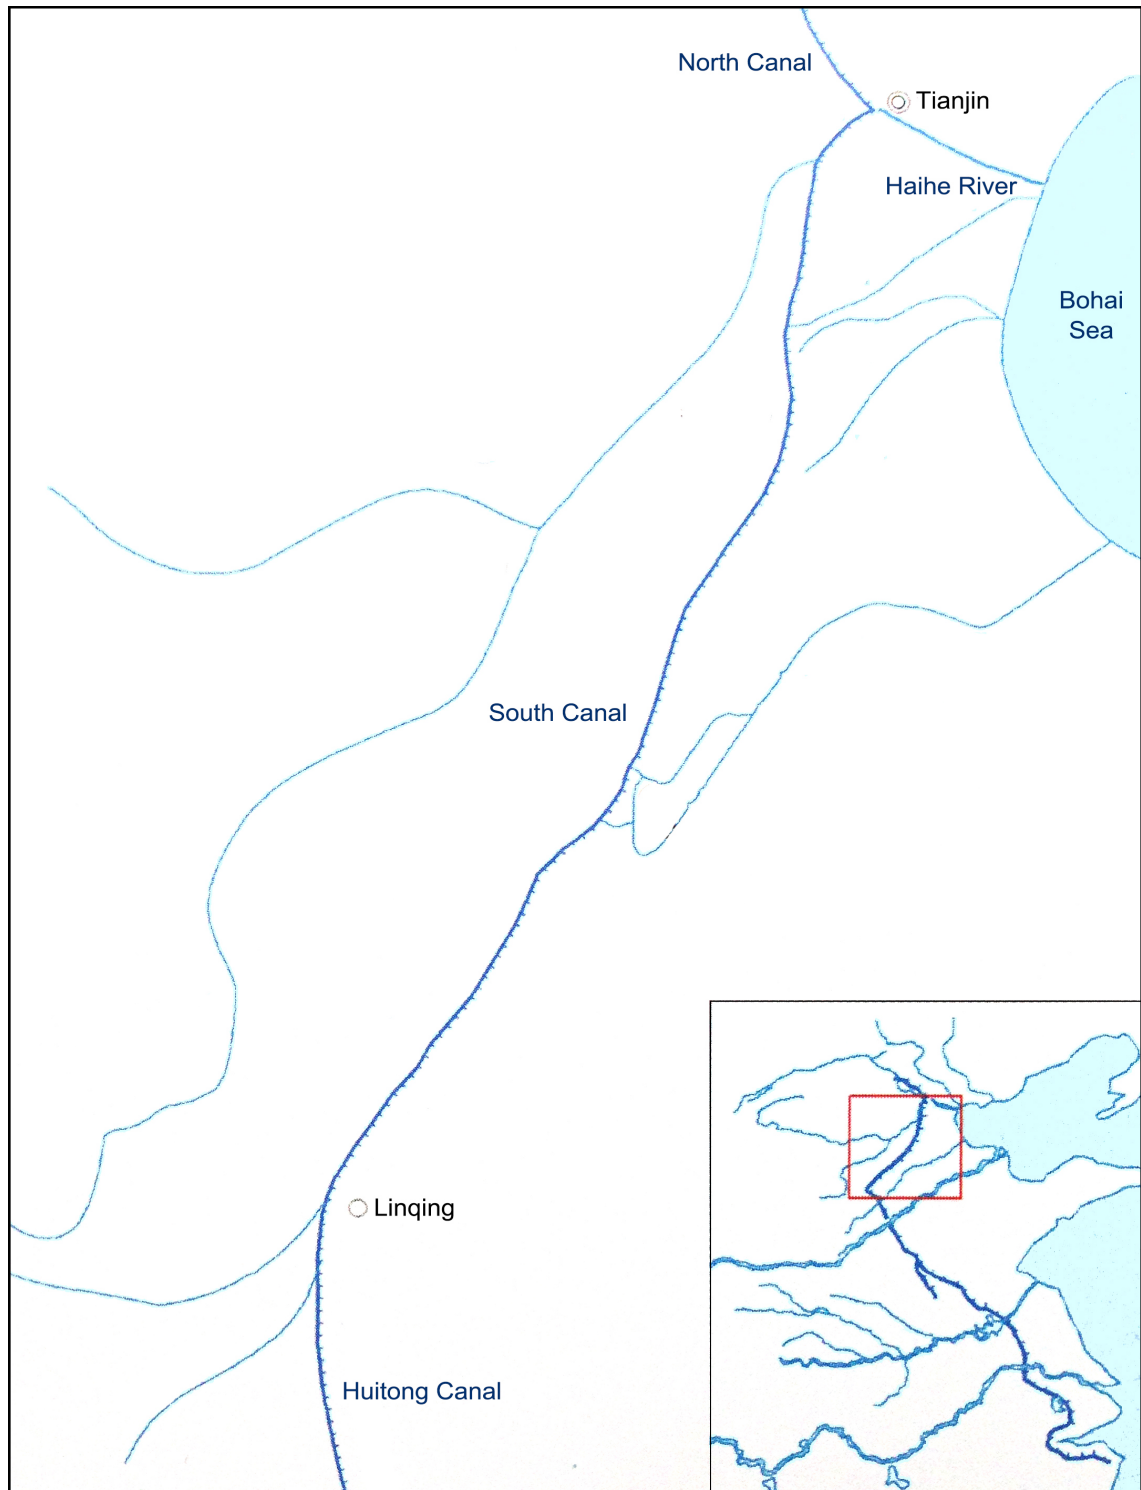 North Canal
Tianjin
Haihe River
Bohai
Sea
South Canal
Linqing
Huitong Canal